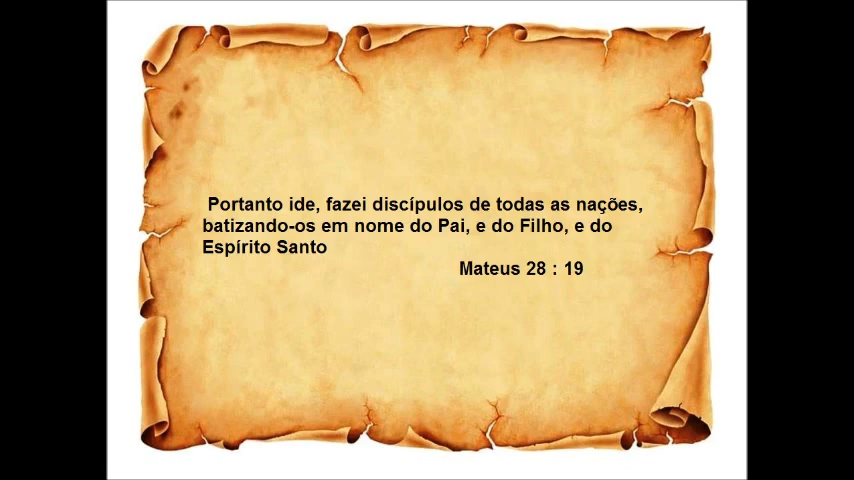 Portanto ide, fazei discípulos de todas as nações,
batizando-os em nome do Pai, e do Filho, e do
Espírito Santo
Mateus 28 : 19